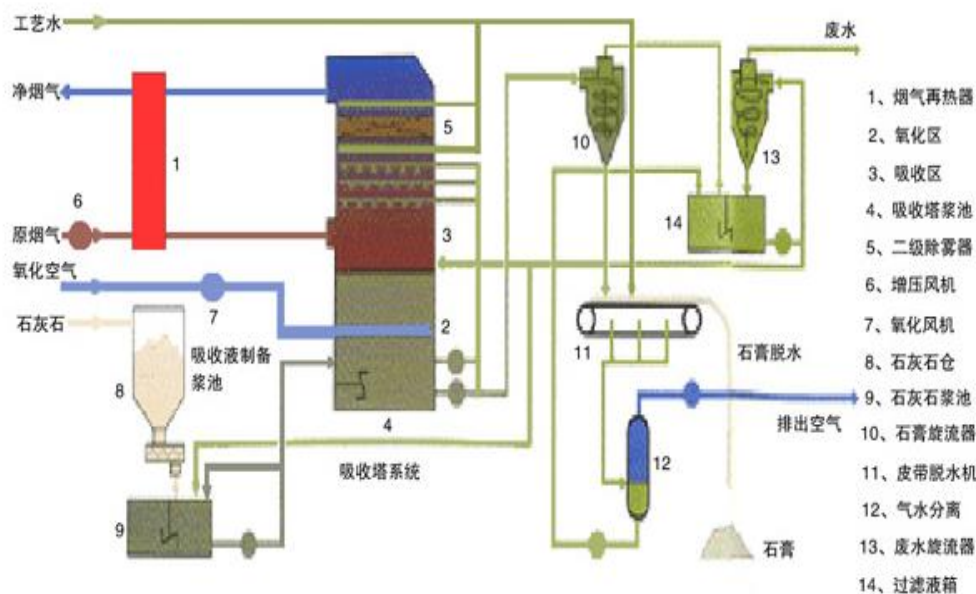 工艺水
废水
净烟气
5
10
13
1、烟气再热器
2、氧化区
1
6
14
3、吸收区
原烟气
3
4、吸收塔浆池
氧化空气
5、二级除雾器
7
2
6、增压风机
石灰石
吸收液制备
浆池
11
石膏脱水
7、氧化风机
8
8、石灰石仓
4
排出空气
9、石灰石浆池
吸收塔系统
12
10、石膏旋流器
11、皮带脱水机
9
石膏
12、气水分离
13、废水旋流器
14、过滤液箱